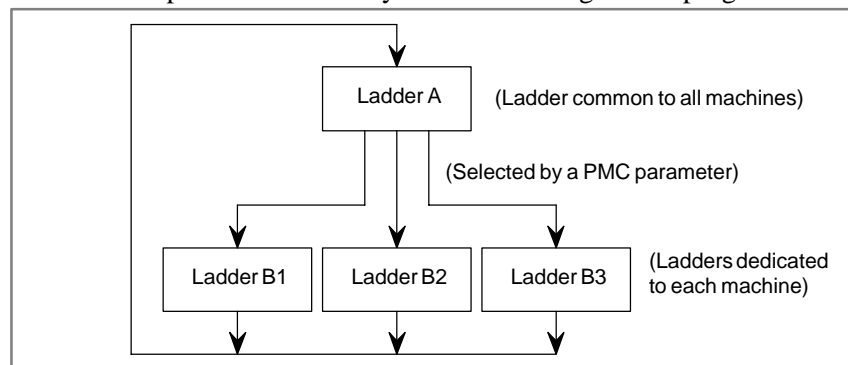 Ladder A
(Ladder common to all machines)
(Selected by a PMC parameter)
Ladder B1
Ladder B2
Ladder B3
(Ladders dedicated
to each machine)